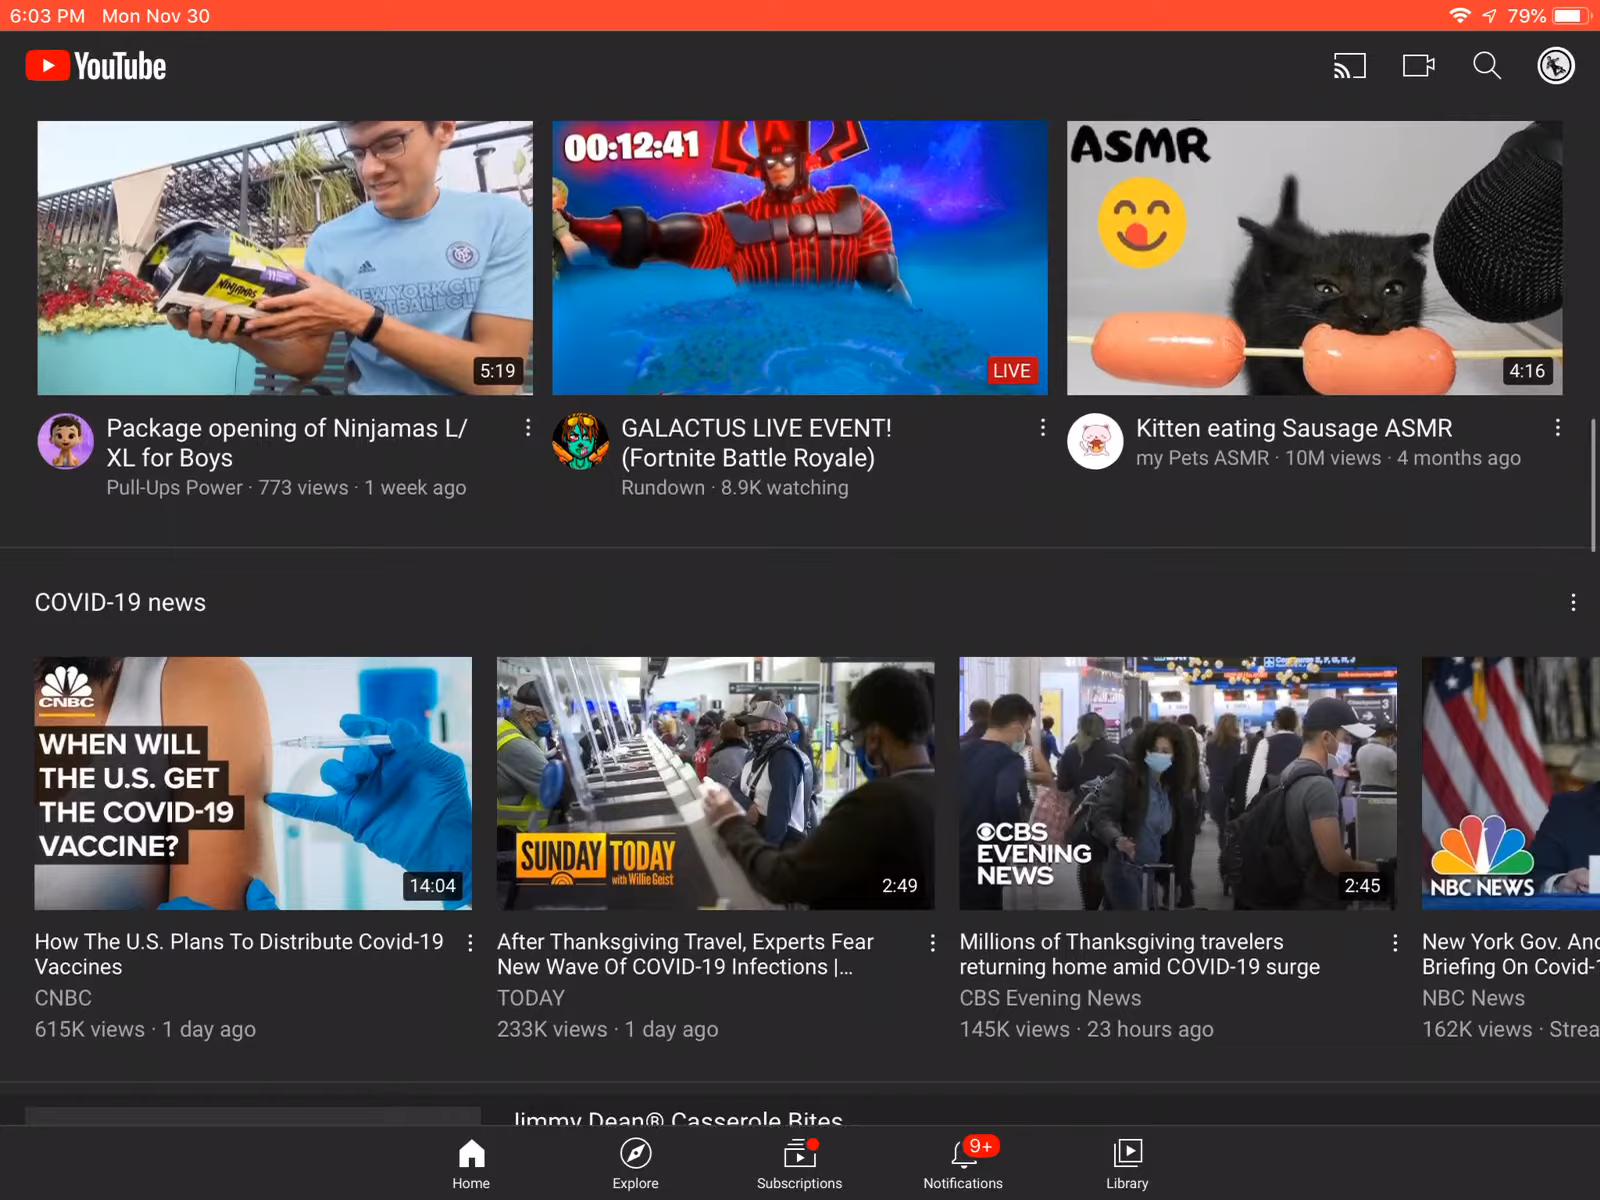 6:03 PM Mon Nov 30
79%
YouTube
NINJAMAS
NEW YORK CITY
FOOTBALL CLUB
5:19
00:12:41
LIVE
ASMR
4:16
Package opening of Ninjamas L/
XL for Boys
Pull-Ups Power · 773 views · 1 week ago
GALACTUS LIVE EVENT!
(Fortnite Battle Royale)
Rundown · 8.9K watching
Kitten eating Sausage ASMR
my Pets ASMR · 10M views · 4 months ago
COVID-19 news
CNBC
WHEN WILL
THE U.S. GET
THE COVID-19
VACCINE?
14:04
SUNDAY TODAY
with Willie Geist
2:49
CBS
EVENING
NEWS
2:45
NBC NEWS
How The U.S. Plans To Distribute Covid-19
Vaccines
CNBC
615K views · 1 day ago
After Thanksgiving Travel, Experts Fear
New Wave Of COVID-19 Infections |...
TODAY
233K views · 1 day ago
Millions of Thanksgiving travelers
returning home amid COVID-19 surge
CBS Evening News
145K views · 23 hours ago
New York Gov. And
Briefing On Covid-1
NBC News
162K views · Strea
Jimmy Dean® Casserole Bites
Home
Explore
Subscriptions
9+
Notifications
Library